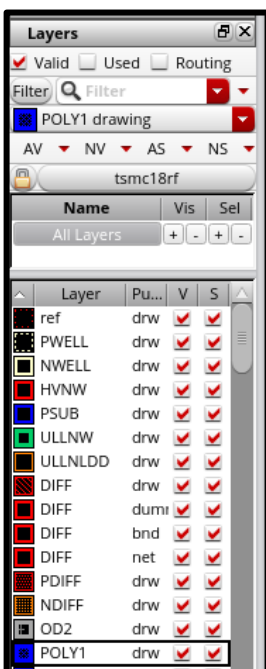 Layers
Valid Used Routing
Filter Filter
POLY1 drawing
AV NV AS NS
tsmc18rf
Name Vis Sel
All Layers + - + -
Layer Pu... V S
ref drw
PWELL drw
NWELL drw
HVNW drw
PSUB drw
ULLNW drw
ULLNLDD drw
DIFF drw
DIFF dumr
DIFF bnd
DIFF net
PDIFF drw
NDIFF drw
OD2 drw
POLY1 drw